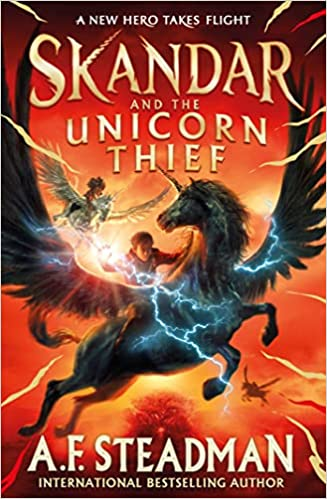 A NEW HERO TAKES FLIGHT
SKANDAR
AND THE
UNICORN
THIEF
A.F. STEADMAN
INTERNATIONAL BESTSELLING AUTHOR